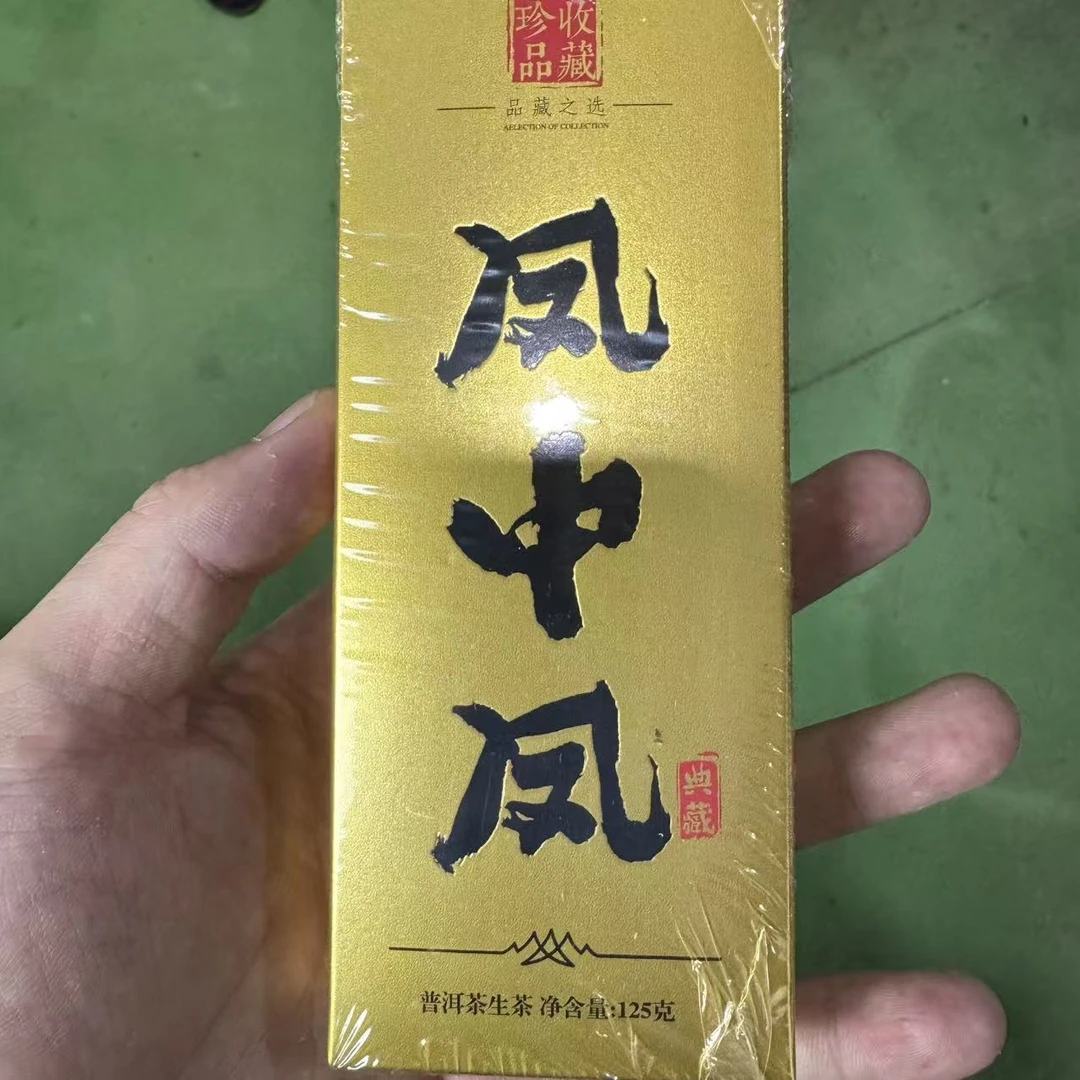 珍品收藏
品藏之选
AELECTION OF COLLECTION
凤中凤
典藏
普洱茶生茶 净含量:125克